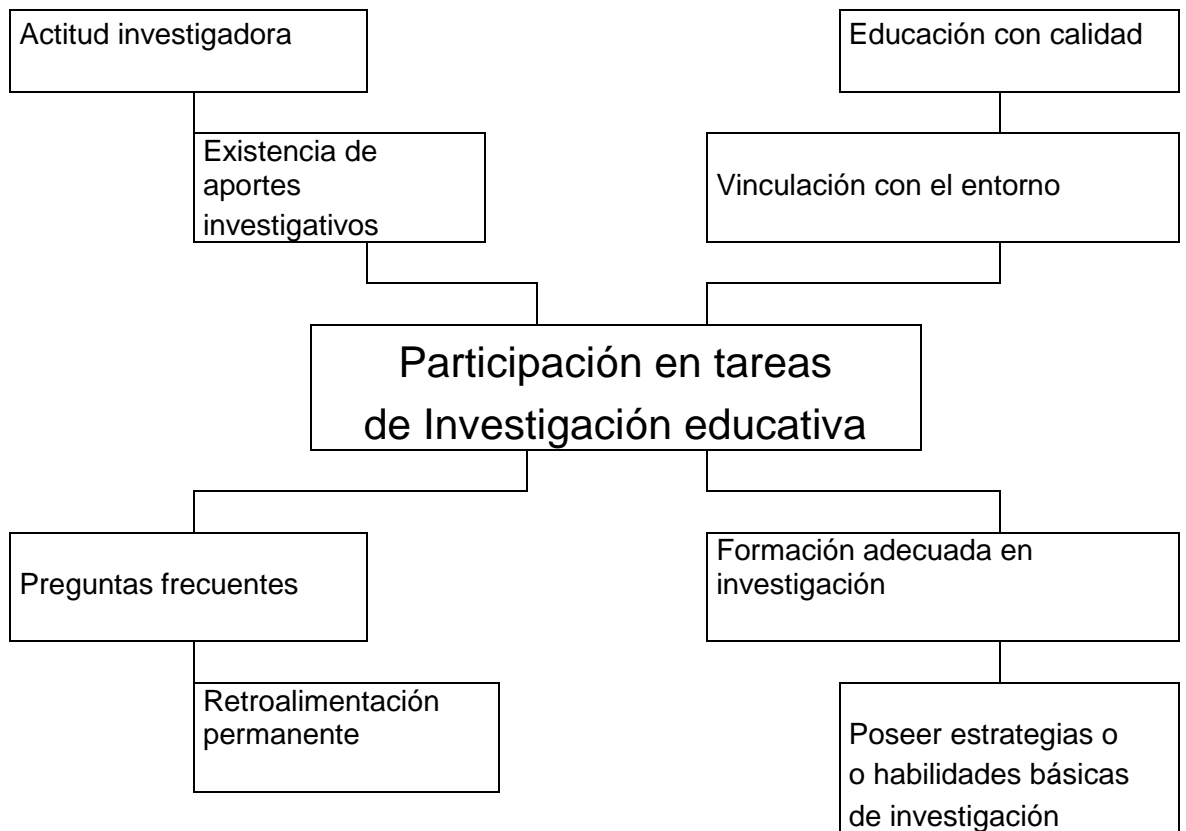 Actitud investigadora
Educación con calidad
Existencia de
aportes
investigativos
Vinculación con el entorno
Participación en tareas
de Investigación educativa
Preguntas frecuentes
Formación adecuada en
investigación
Retroalimentación
permanente
Poseer estrategias o
o habilidades básicas
de investigación